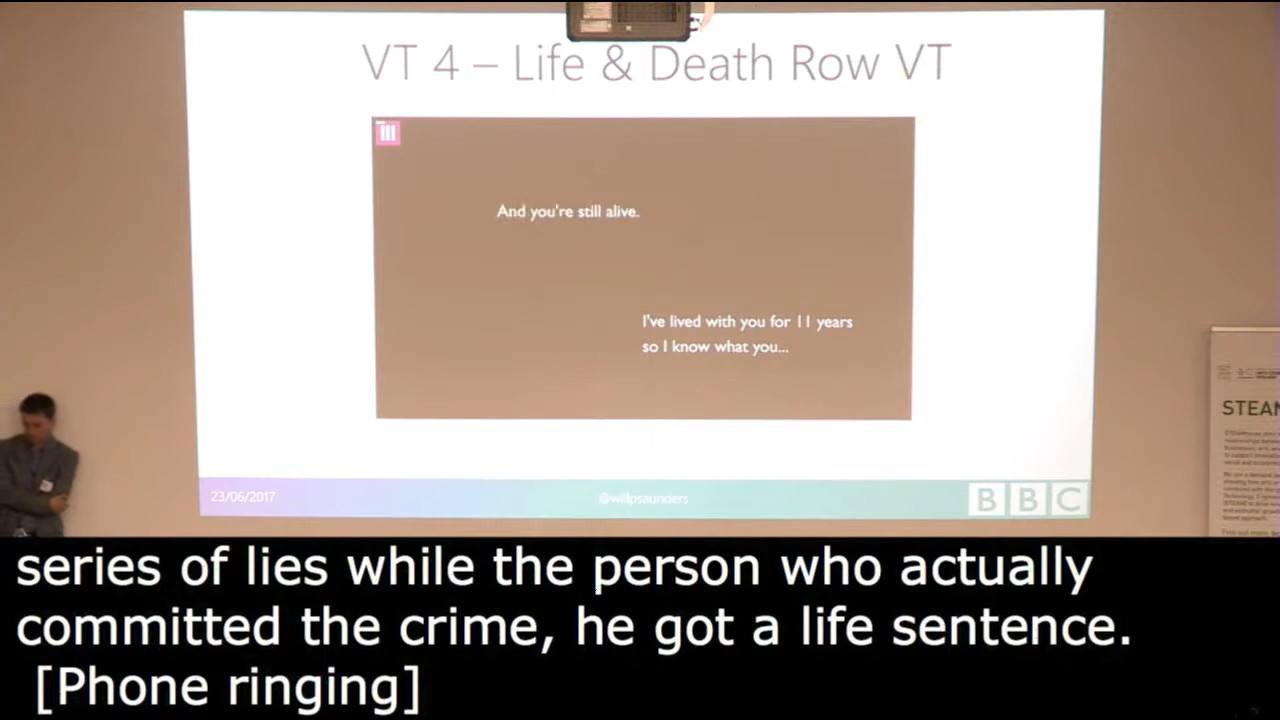 VT 4 – Life & Death Row VT
And you're still alive.
I've lived with you for 11 years
so I know what you...
23/06/2017
@willpsaunders
BBC
STEAM
series of lies while the person who actually
committed the crime, he got a life sentence.
[Phone ringing]